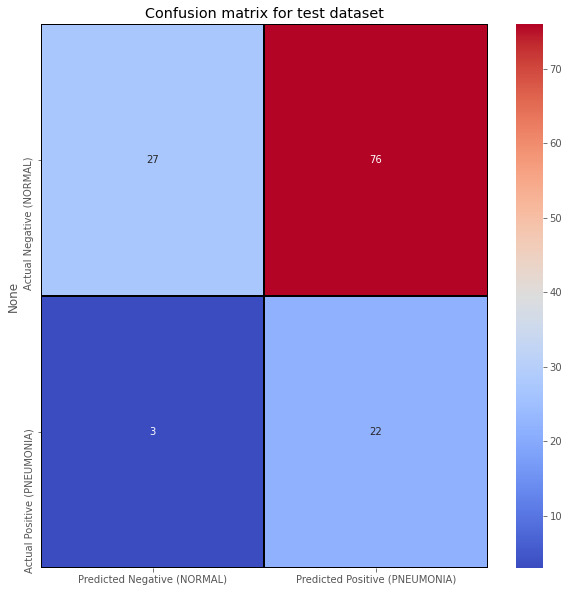 Confusion matrix for test dataset
None
Actual Negative (NORMAL)
Actual Positive (PNEUMONIA)
27
76
3
22
Predicted Negative (NORMAL)
Predicted Positive (PNEUMONIA)
70
60
50
40
30
20
10